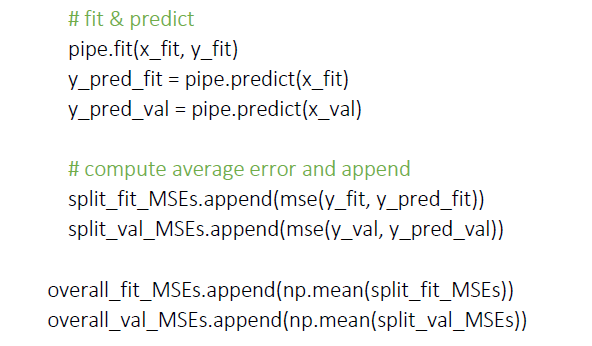 # fit & predict
pipe.fit(x_fit, y_fit)
y_pred_fit = pipe.predict(x_fit)
y_pred_val = pipe.predict(x_val)
# compute average error and append
split_fit_MSEs.append(mse(y_fit, y_pred_fit))
split_val_MSEs.append(mse(y_val, y_pred_val))
overall_fit_MSEs.append(np.mean(split_fit_MSEs))
overall_val_MSEs.append(np.mean(split_val_MSEs))